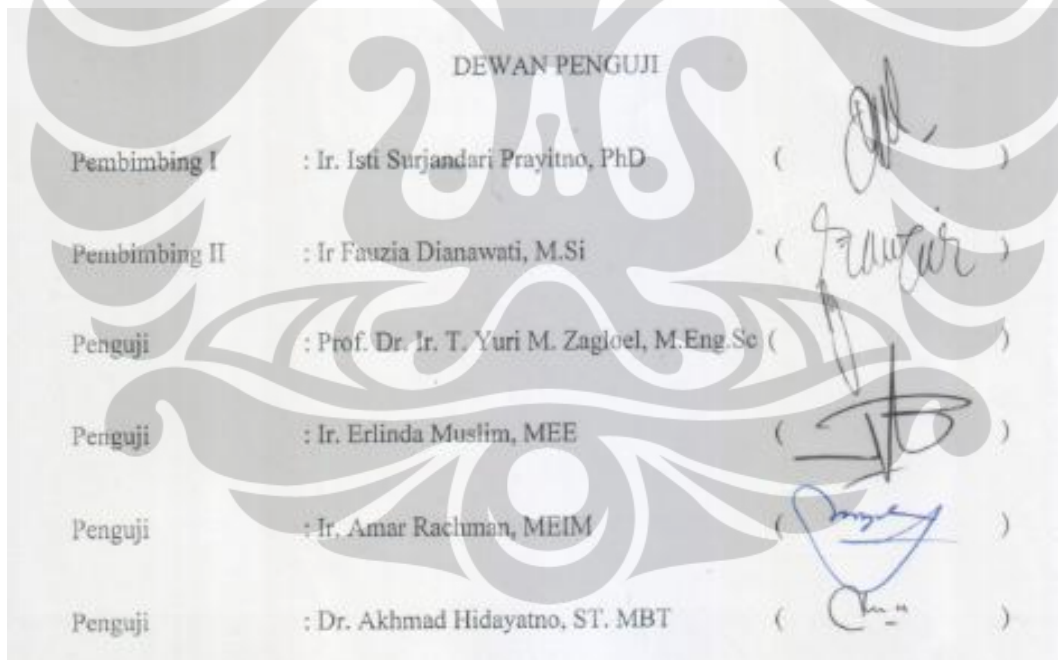 DEWAN PENGUJI
Pembimbing I : Ir. Isti Surjandari Prayitno, PhD ( )
Pembimbing II : Ir Fauzia Dianawati, M.Si ( )
Penguji : Prof. Dr. Ir. T. Yuri M. Zagloel, M.Eng.Sc ( )
Penguji : Ir. Erlinda Muslim, MEE ( )
Penguji : Ir. Amar Rachman, MEIM ( )
Penguji : Dr. Akhmad Hidayatno, ST. MBT ( )